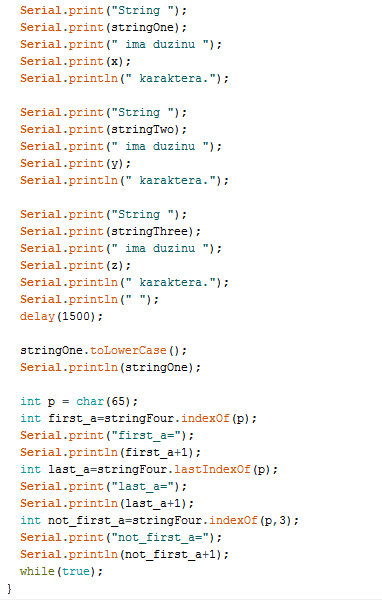 Serial.print("String ");
Serial.print(stringOne);
Serial.print(" ima duzinu ");
Serial.print(x);
Serial.println(" karaktera.");

Serial.print("String ");
Serial.print(stringTwo);
Serial.print(" ima duzinu ");
Serial.print(y);
Serial.println(" karaktera.");

Serial.print("String ");
Serial.print(stringThree);
Serial.print(" ima duzinu ");
Serial.print(z);
Serial.println(" karaktera.");
Serial.println(" ");
delay(1500);

stringOne.toLowerCase();
Serial.println(stringOne);

int p = char(65);
int first_a=stringFour.indexOf(p);
Serial.print("first_a=");
Serial.println(first_a+1);
int last_a=stringFour.lastIndexOf(p);
Serial.print("last_a=");
Serial.println(last_a+1);
int not_first_a=stringFour.indexOf(p,3);
Serial.print("not_first_a=");
Serial.println(not_first_a+1);
while(true);
}